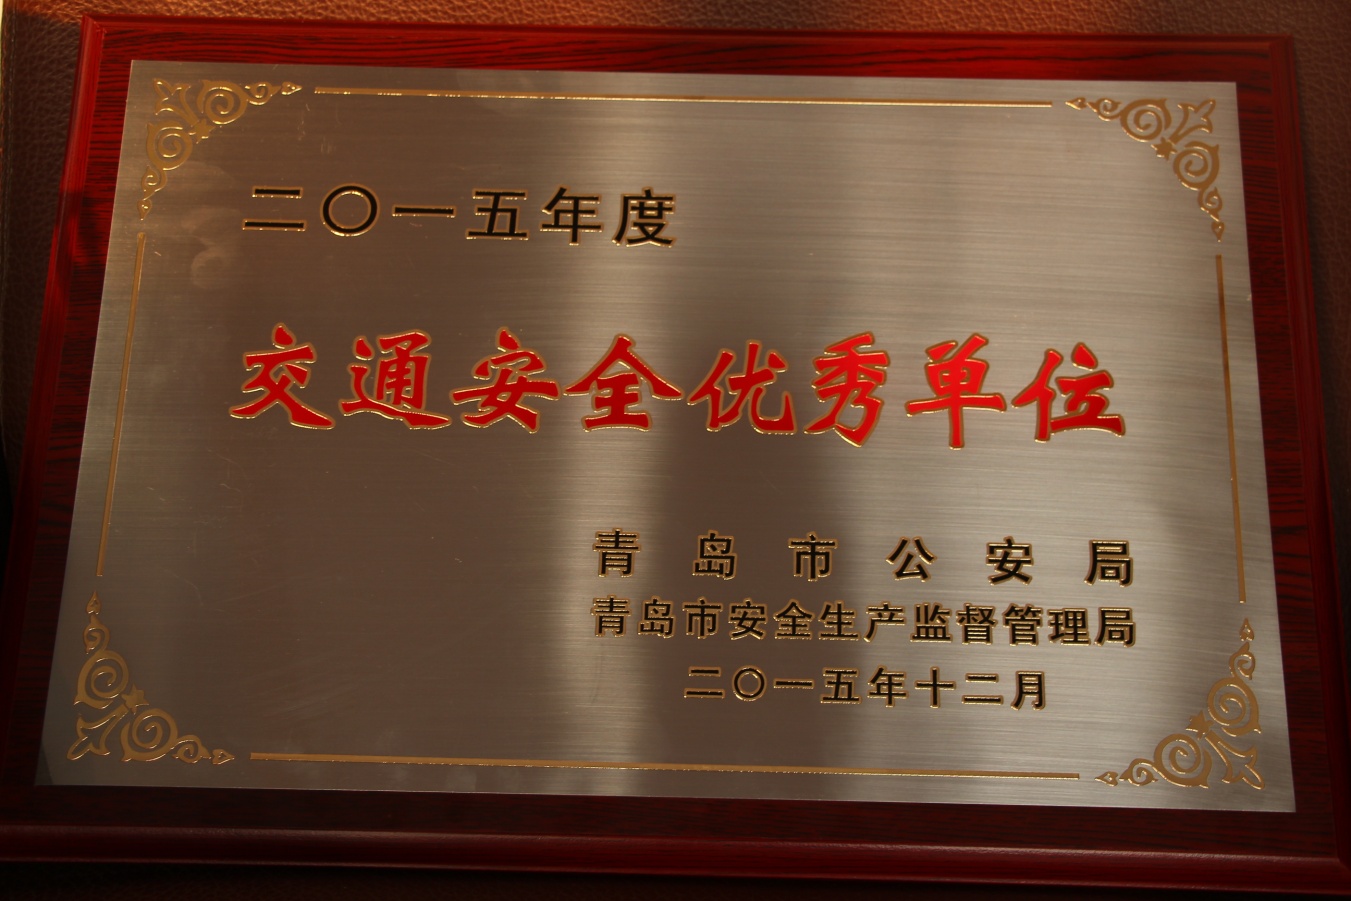 二〇一五年度
交通安全优秀单位
青岛市公安局
青岛市安全生产监督管理局
二〇一五年十二月